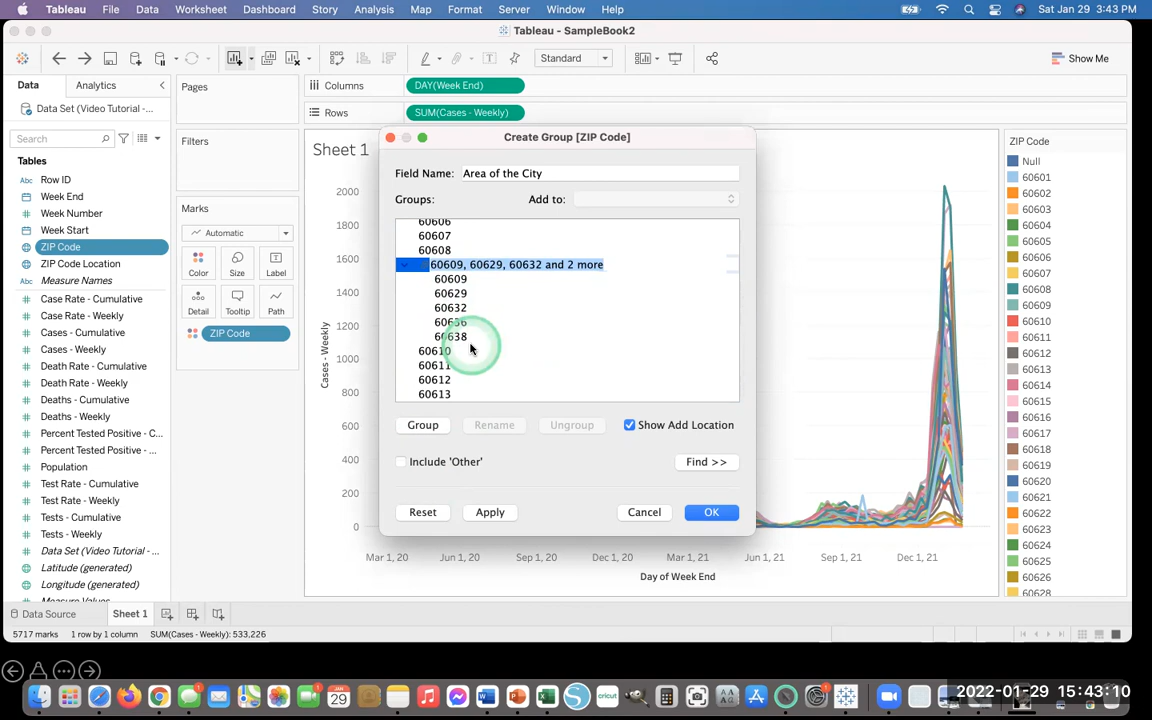 Tableau File Data Worksheet Dashboard Story Analysis Map Format Server Window Help Sat Jan 29 3:43 PM
Tableau - SampleBook2
Standard Show Me
Data Analytics
Data Set (Video Tutorial -...
Search
Tables
Abc Row ID
Week End
Week Number
Week Start
ZIP Code
ZIP Code Location
Abc Measure Names
Case Rate - Cumulative
Case Rate - Weekly
Cases - Cumulative
Cases - Weekly
Death Rate - Cumulative
Death Rate - Weekly
Deaths - Cumulative
Deaths - Weekly
Percent Tested Positive - C...
Percent Tested Positive - ...
Population
Test Rate - Cumulative
Test Rate - Weekly
Tests - Cumulative
Tests - Weekly
Data Set (Video Tutorial - ...
Latitude (generated)
Longitude (generated)
Measure Values
Pages
Filters
Marks
Automatic
Color Size Label
Detail Tooltip Path
ZIP Code
Columns DAY(Week End)
Rows SUM(Cases - Weekly)
Sheet 1
Cases - Weekly
2000
1800
1600
1400
1200
1000
800
600
400
200
0
Mar 1, 20 Jun 1, 20 Sep 1, 20 Dec 1, 20 Mar 1, 21 Jun 1, 21 Sep 1, 21 Dec 1, 21
Day of Week End
Create Group [ZIP Code]
Field Name: Area of the City
Groups: Add to:
60606
60607
60608
60609, 60629, 60632 and 2 more
60609
60629
60632
60636
60638
60610
60611
60612
60613
Group Rename Ungroup Show Add Location
Include 'Other' Find >>
Reset Apply Cancel OK
ZIP Code
Null
60601
60602
60603
60604
60605
60606
60607
60608
60609
60610
60611
60612
60613
60614
60615
60616
60617
60618
60619
60620
60621
60622
60623
60624
60625
60626
60628
Data Source Sheet 1
5717 marks 1 row by 1 column SUM(Cases - Weekly): 533,226
2022-01-29 15:43:10